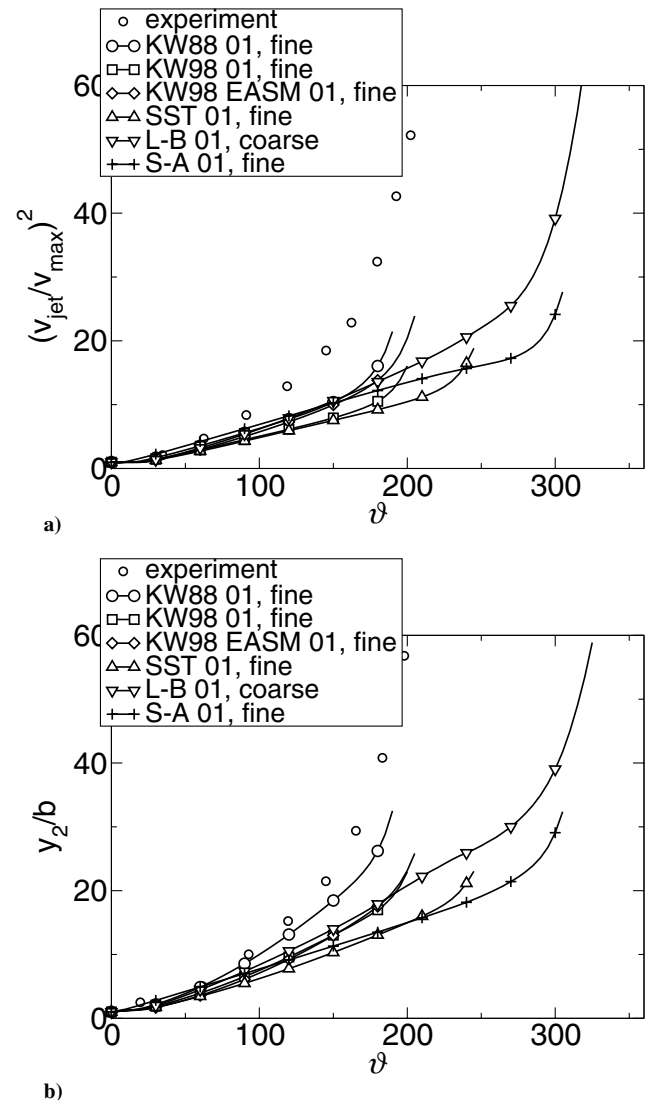 experiment
KW88 01, fine
KW98 01, fine
KW98 EASM 01, fine
SST 01, fine
L-B 01, coarse
S-A 01, fine
60
40
20
0
(v_jet/v_max)^2
0 100 200 300
ϑ
a)
experiment
KW88 01, fine
KW98 01, fine
KW98 EASM 01, fine
SST 01, fine
L-B 01, coarse
S-A 01, fine
60
40
20
0
y_2/b
0 100 200 300
ϑ
b)